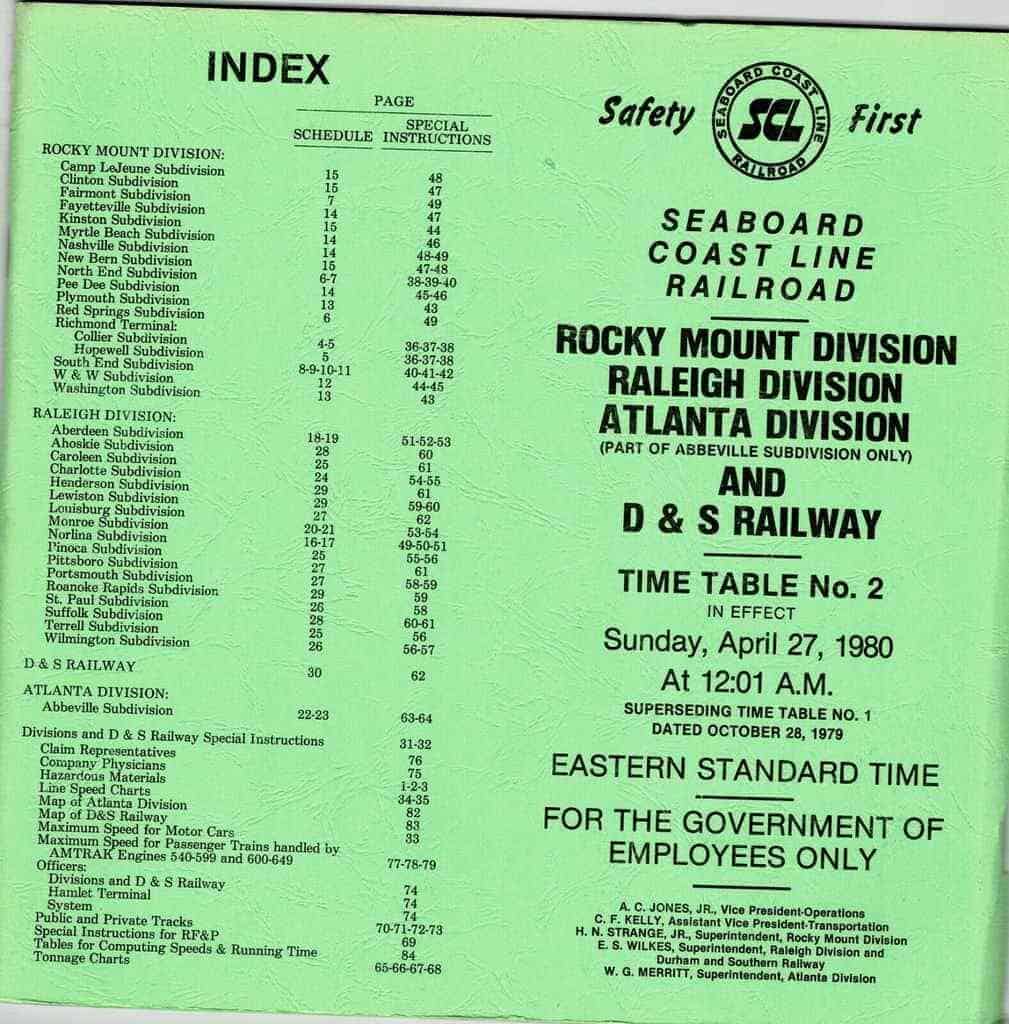 INDEX
PAGE
SCHEDULE SPECIAL INSTRUCTIONS
ROCKY MOUNT DIVISION:
Camp LeJeune Subdivision 15 48
Clinton Subdivision 15 47
Fairmont Subdivision 7 49
Fayetteville Subdivision 14 47
Kinston Subdivision 15 44
Myrtle Beach Subdivision 14 46
Nashville Subdivision 14 48-49
New Bern Subdivision 15 47-48
North End Subdivision 6-7 38-39-40
Pee Dee Subdivision 14 45-46
Plymouth Subdivision 13 43
Red Springs Subdivision 6 49
Richmond Terminal:
Collier Subdivision 4-5 36-37-38
Hopewell Subdivision 5 36-37-38
South End Subdivision 8-9-10-11 40-41-42
W & W Subdivision 12 44-45
Washington Subdivision 13 43
RALEIGH DIVISION:
Aberdeen Subdivision 18-19 51-52-53
Ahoskie Subdivision 28 60
Caroleen Subdivision 25 61
Charlotte Subdivision 24 54-55
Henderson Subdivision 29 61
Lewiston Subdivision 29 59-60
Louisburg Subdivision 27 62
Monroe Subdivision 20-21 53-54
Norlina Subdivision 16-17 49-50-51
Pinoca Subdivision 25 55-56
Pittsboro Subdivision 27 61
Portsmouth Subdivision 27 58-59
Roanoke Rapids Subdivision 29 59
St. Paul Subdivision 26 58
Suffolk Subdivision 28 60-61
Terrell Subdivision 25 56
Wilmington Subdivision 26 56-57
D & S RAILWAY 30 62
ATLANTA DIVISION:
Abbeville Subdivision 22-23 63-64
Divisions and D & S Railway Special Instructions 31-32
Claim Representatives 76
Company Physicians 75
Hazardous Materials 1-2-3
Line Speed Charts 34-35
Map of Atlanta Division 82
Map of D&S Railway 83
Maximum Speed for Motor Cars 33
Maximum Speed for Passenger Trains handled by
AMTRAK Engines 540-599 and 600-649 77-78-79
Officers:
Divisions and D & S Railway 74
Hamlet Terminal 74
System 74
Public and Private Tracks 70-71-72-73
Special Instructions for RF&P 69
Tables for Computing Speeds & Running Time 84
Tonnage Charts 65-66-67-68
Safety First
SEABOARD COAST LINE RAILROAD
SCL
SEABOARD
COAST LINE
RAILROAD
ROCKY MOUNT DIVISION
RALEIGH DIVISION
ATLANTA DIVISION
(PART OF ABBEVILLE SUBDIVISION ONLY)
AND
D & S RAILWAY
TIME TABLE No. 2
IN EFFECT
Sunday, April 27, 1980
At 12:01 A.M.
SUPERSEDING TIME TABLE NO. 1
DATED OCTOBER 28, 1979
EASTERN STANDARD TIME
FOR THE GOVERNMENT OF
EMPLOYEES ONLY
A. C. JONES, JR., Vice President-Operations
C. F. KELLY, Assistant Vice President-Transportation
H. N. STRANGE, JR., Superintendent, Rocky Mount Division
E. S. WILKES, Superintendent, Raleigh Division and
Durham and Southern Railway
W. G. MERRITT, Superintendent, Atlanta Division